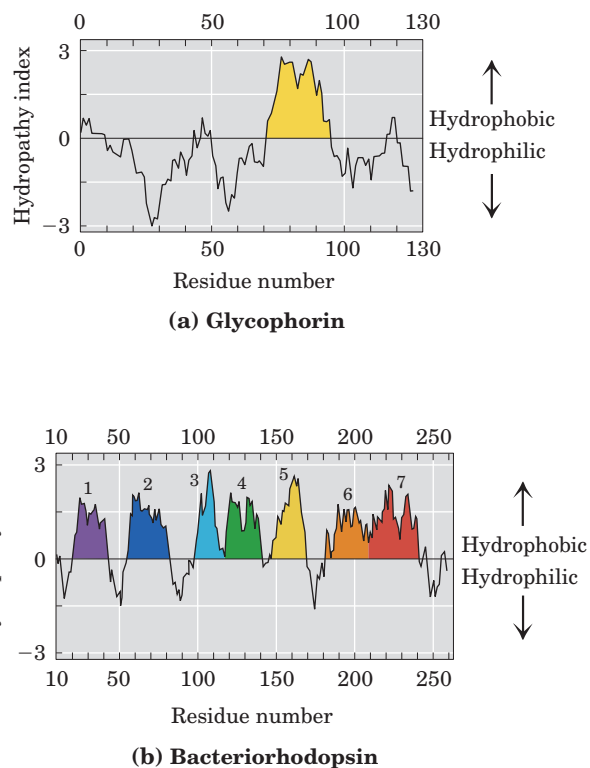 0 50 100 130
3
0
−3
Hydropathy index
Hydrophobic
Hydrophilic
0 50 100 130
Residue number
(a) Glycophorin
10 50 100 150 200 250
3
0
−3
1 2 3 4 5 6 7
Hydrophobic
Hydrophilic
10 50 100 150 200 250
Residue number
(b) Bacteriorhodopsin